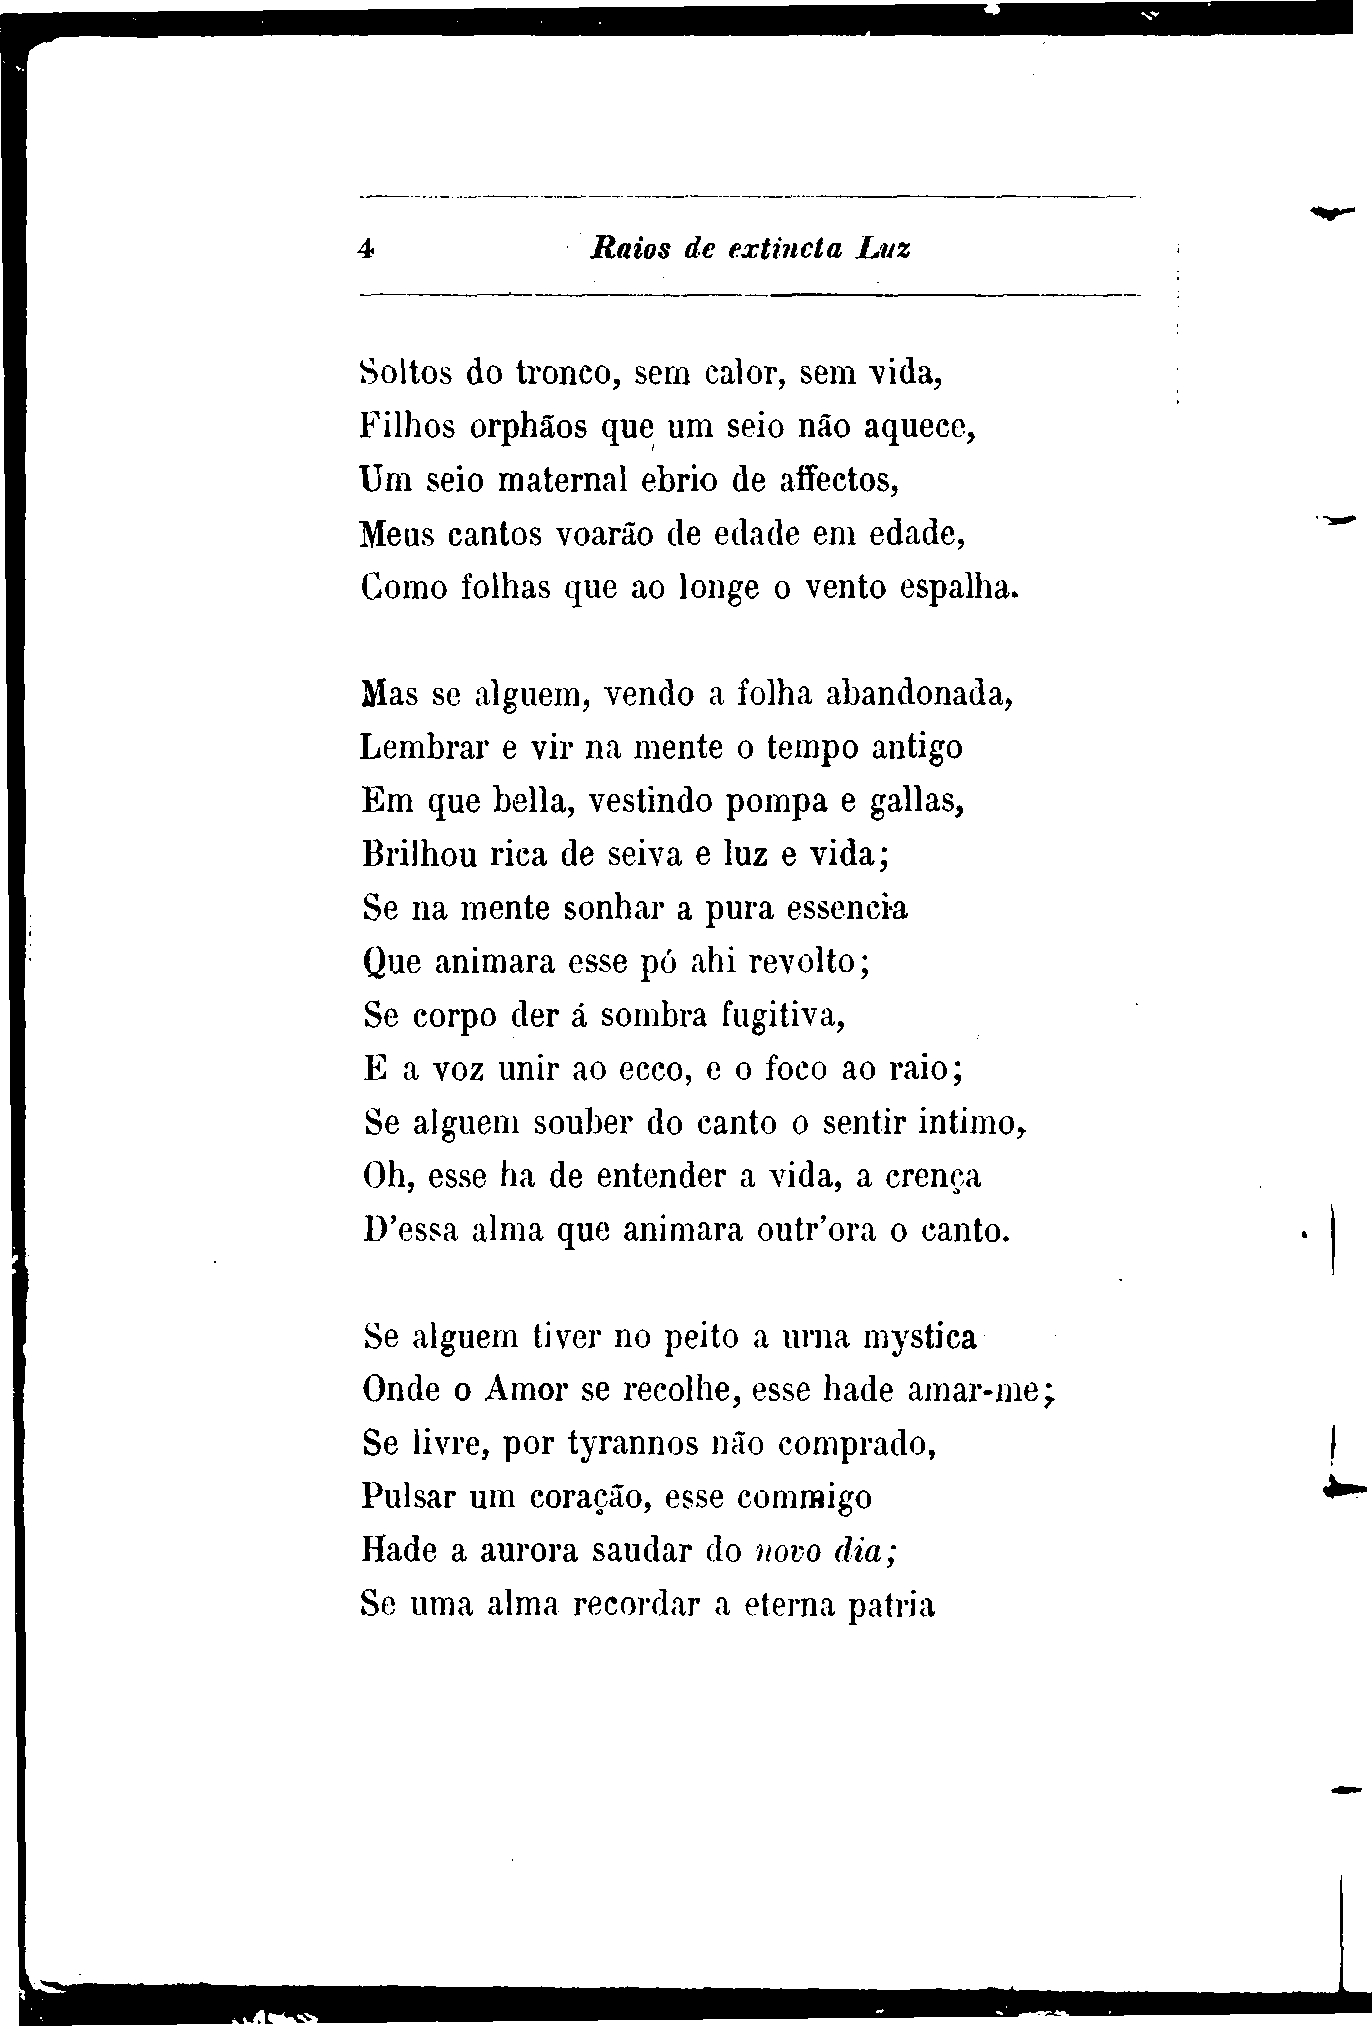 4 Raios de extincta Luz
Soltos do tronco, sem calor, sem vida,
Filhos orphãos que um seio não aquece,
Um seio maternal ebrio de affectos,
Meus cantos voarão de edade em edade,
Como folhas que ao longe o vento espalha.
Mas se alguem, vendo a folha abandonada,
Lembrar e vir na mente o tempo antigo
Em que bella, vestindo pompa e gallas,
Brilhou rica de seiva e luz e vida;
Se na mente sonhar a pura essencia
Que animara esse pó ahi revolto;
Se corpo der á sombra fugitiva,
E a voz unir ao ecco, e o foco ao raio;
Se alguem souber do canto o sentir intimo,
Oh, esse ha de entender a vida, a crença
D'essa alma que animara outr'ora o canto.
Se alguem tiver no peito a urna mystica
Onde o Amor se recolhe, esse hade amar-me;
Se livre, por tyrannos não comprado,
Pulsar um coração, esse commigo
Hade a aurora saudar do novo dia;
Se uma alma recordar a eterna patria